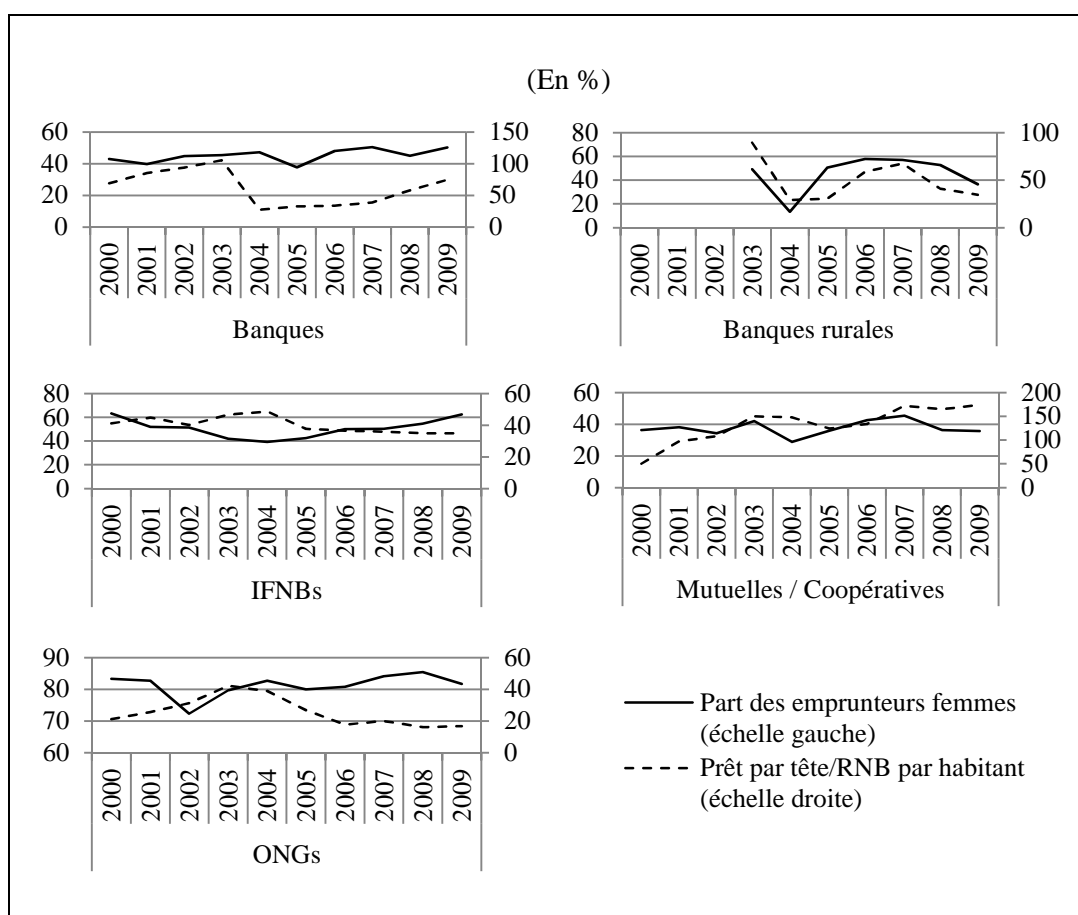 (En %)
60 40 20 0
150 100 50 0
2000 2001 2002 2003 2004 2005 2006 2007 2008 2009
Banques
80 60 40 20 0
100 50 0
2000 2001 2002 2003 2004 2005 2006 2007 2008 2009
Banques rurales
80 60 40 20 0
60 40 20 0
2000 2001 2002 2003 2004 2005 2006 2007 2008 2009
IFNBs
60 40 20 0
200 150 100 50 0
2000 2001 2002 2003 2004 2005 2006 2007 2008 2009
Mutuelles / Coopératives
90 80 70 60
60 40 20 0
2000 2001 2002 2003 2004 2005 2006 2007 2008 2009
ONGs
Part des emprunteurs femmes
(échelle gauche)
Prêt par tête/RNB par habitant
(échelle droite)